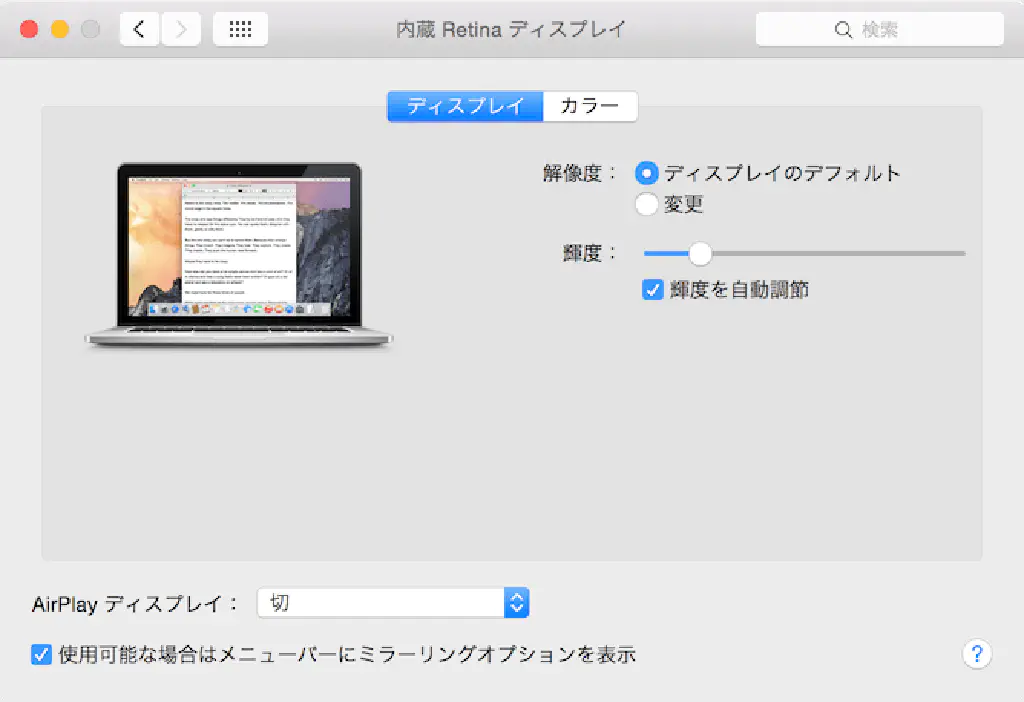 内蔵 Retina ディスプレイ
検索
ディスプレイ カラー
解像度： ディスプレイのデフォルト
変更
輝度：
輝度を自動調節
AirPlay ディスプレイ： 切
使用可能な場合はメニューバーにミラーリングオプションを表示
?